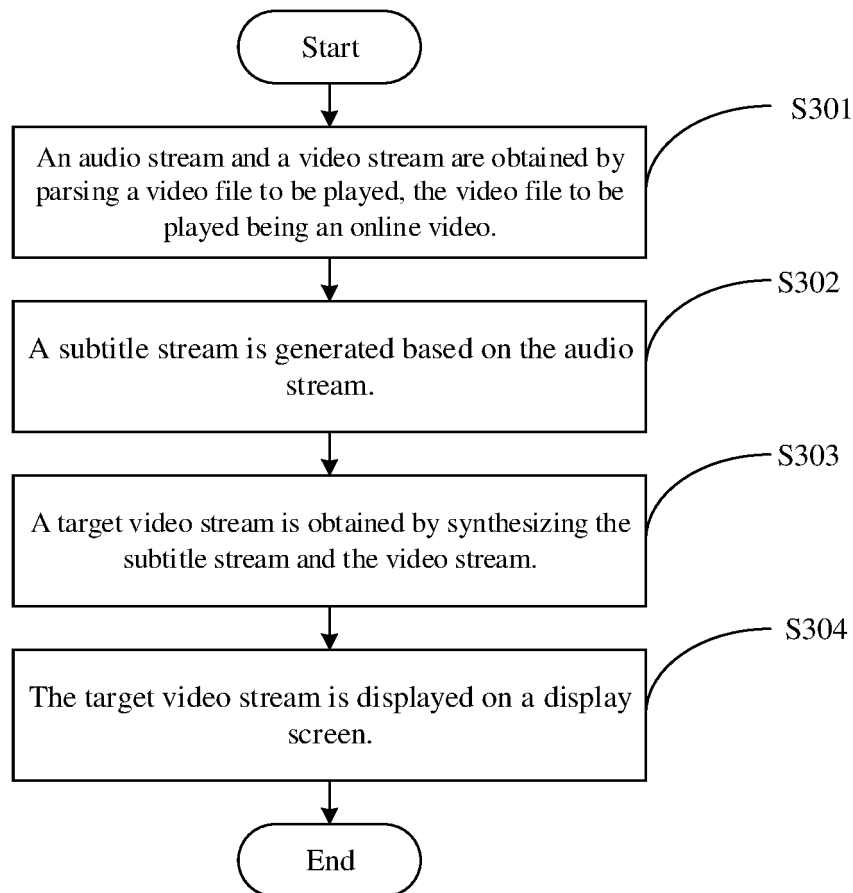 Start
S301
An audio stream and a video stream are obtained by
parsing a video file to be played, the video file to be
played being an online video.
S302
A subtitle stream is generated based on the audio
stream.
S303
A target video stream is obtained by synthesizing the
subtitle stream and the video stream.
S304
The target video stream is displayed on a display
screen.
End